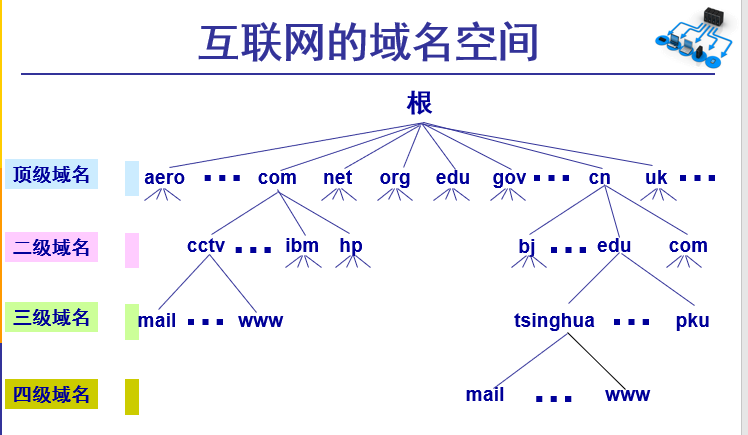 互联网的域名空间
根
顶级域名 aero ··· com net org edu gov ··· cn uk ···
二级域名 cctv ··· ibm hp bj ··· edu com
三级域名 mail ··· www tsinghua ··· pku
四级域名 mail ··· www